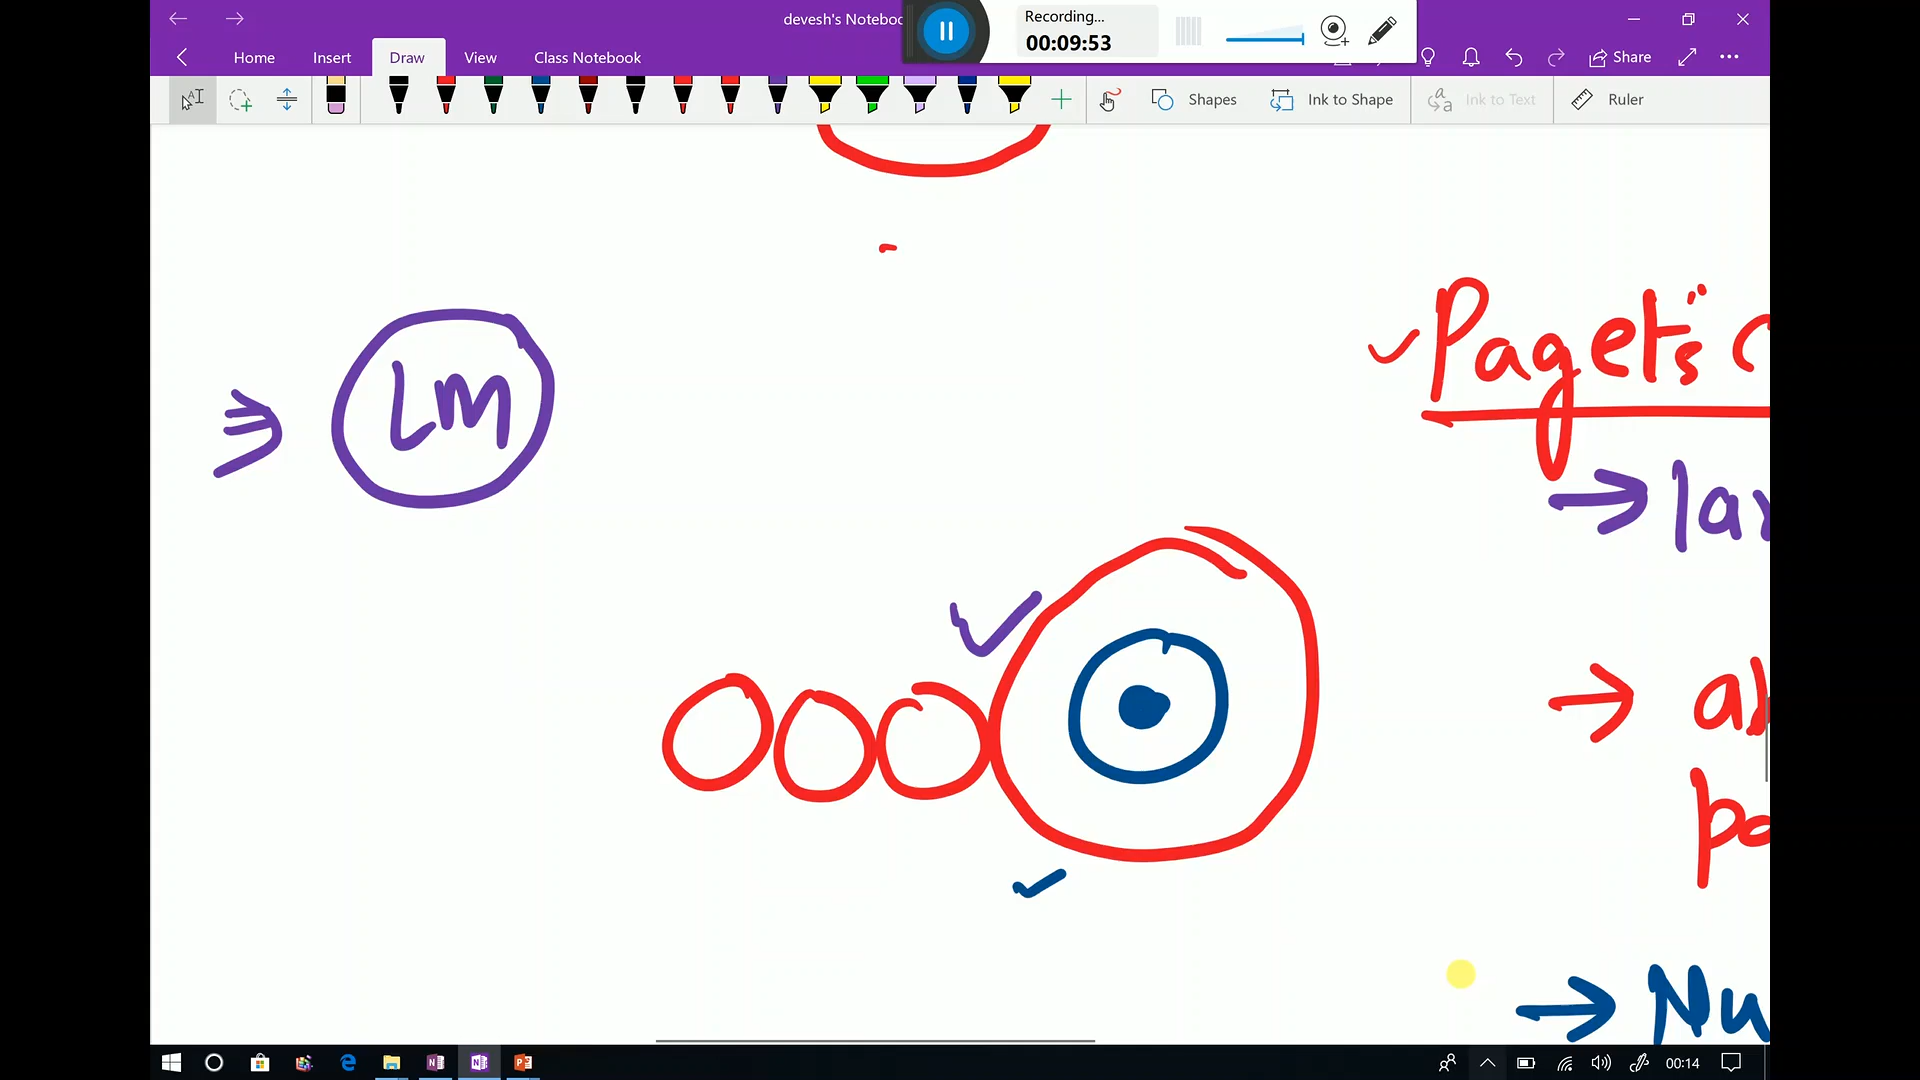 devesh's Notebo
Recording...
00:09:53
Home
Insert
Draw
View
Class Notebook
Share
Shapes
Ink to Shape
Ink to Text
Ruler
Paget's
LM
00:14